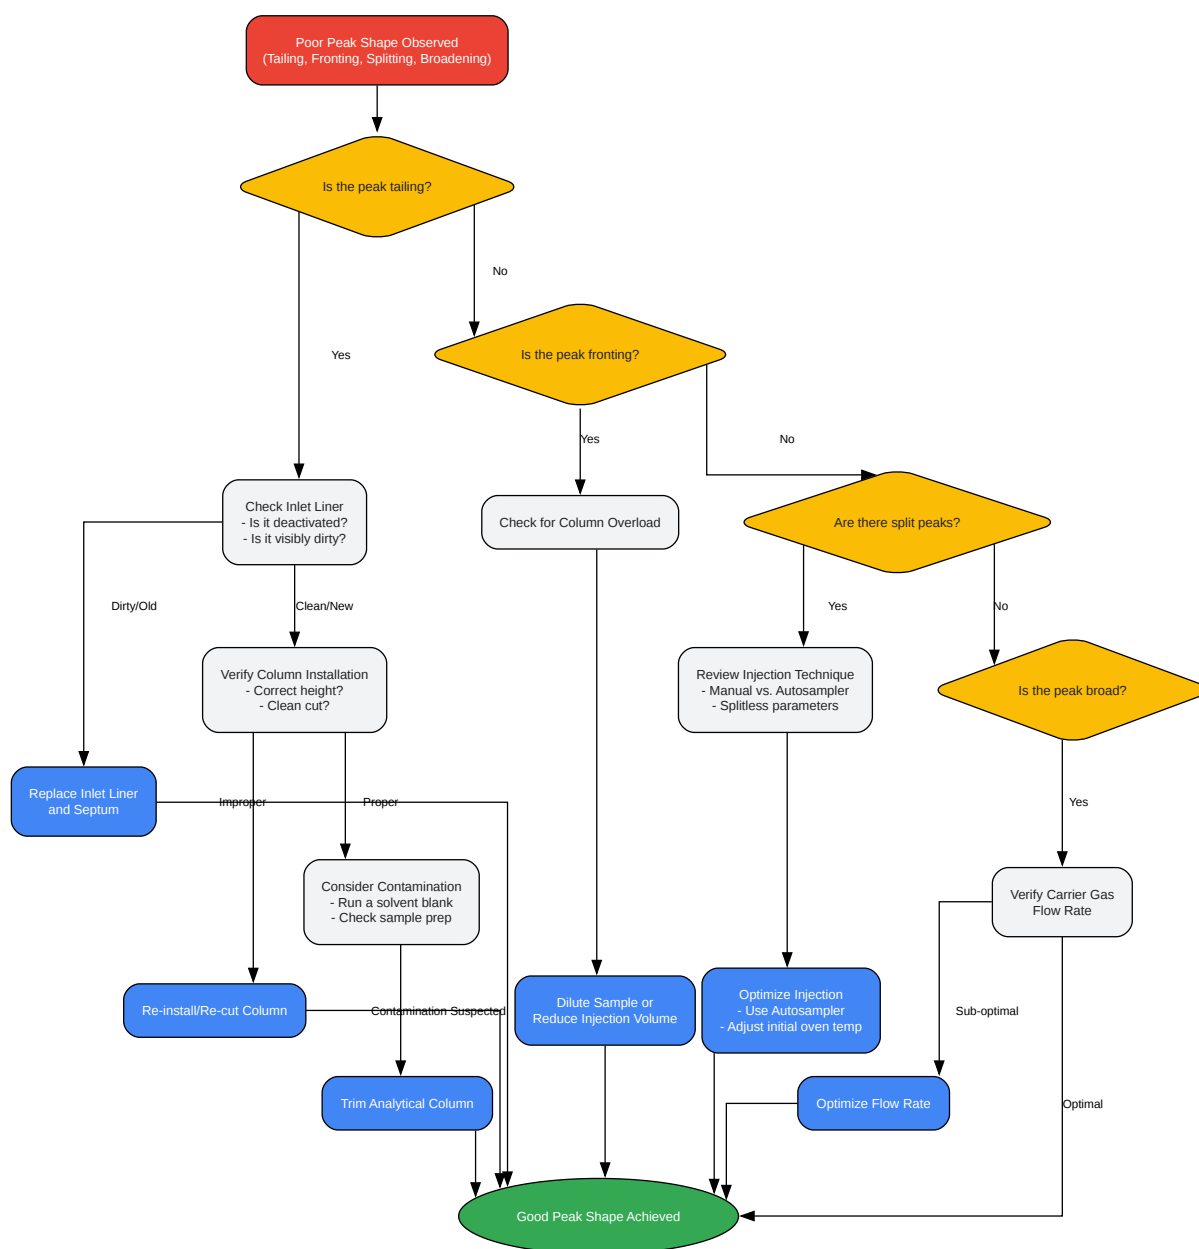 Poor Peak Shape Observed
(Tailing, Fronting, Splitting, Broadening)
Is the peak tailing?
No
Yes
Is the peak fronting?
Yes
No
Check Inlet Liner
- Is it deactivated?
- Is it visibly dirty?
Check for Column Overload
Are there split peaks?
Dirty/Old
Clean/New
Yes
No
Verify Column Installation
- Correct height?
- Clean cut?
Review Injection Technique
- Manual vs. Autosampler
- Splitless parameters
Is the peak broad?
Replace Inlet Liner
and Septum
Improper
Proper
Yes
Consider Contamination
- Run a solvent blank
- Check sample prep
Verify Carrier Gas
Flow Rate
Re-install/Re-cut Column
Contamination Suspected
Dilute Sample or
Reduce Injection Volume
Optimize Injection
- Use Autosampler
- Adjust initial oven temp
Sub-optimal
Trim Analytical Column
Optimize Flow Rate
Optimal
Good Peak Shape Achieved